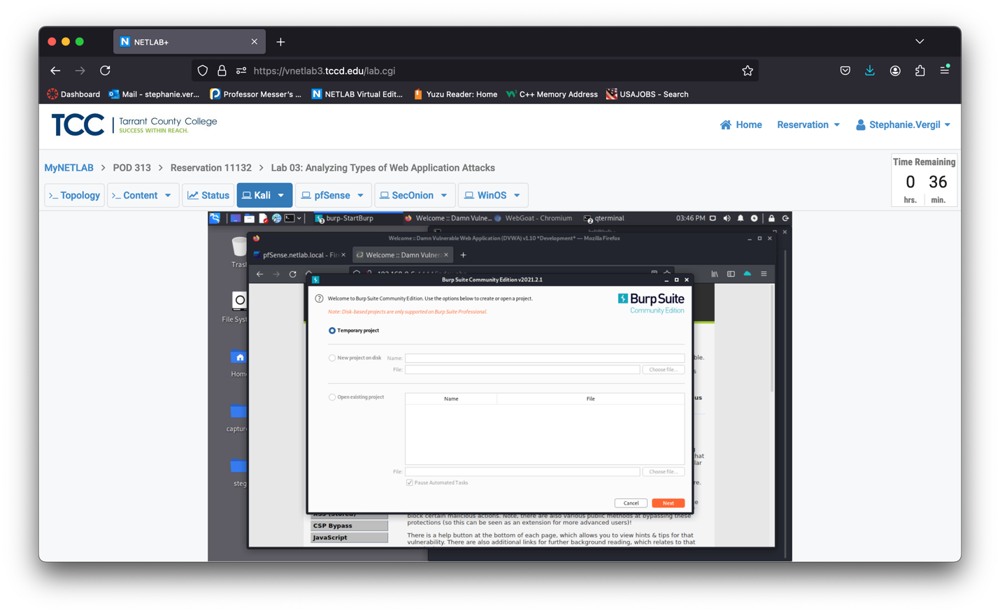 NETLAB+
https://vnetlab3.tccd.edu/lab.cgi
Dashboard
Mail - stephanie.ver...
Professor Messer's ...
NETLAB Virtual Edit...
Yuzu Reader: Home
C++ Memory Address
USAJOBS - Search
TCC
Tarrant County College
SUCCESS WITHIN REACH.
Home
Reservation
Stephanie.Vergil
MyNETLAB > POD 313 > Reservation 11132 > Lab 03: Analyzing Types of Web Application Attacks
Time Remaining
0 36
hrs. min.
Topology
Content
Status
Kali
pfSense
SecOnion
WinOS
burp-StartBurp
Welcome :: Damn Vulne...
WebGoat - Chromium
qterminal
03:46 PM
Welcome :: Damn Vulnerable Web Application (DVWA) v1.10 *Development* — Mozilla Firefox
pfSense.netlab.local - Fire
Welcome :: Damn Vulner
Trash
File Syst
Home
captur
steg
Burp Suite Community Edition v2021.2.1
Welcome to Burp Suite Community Edition. Use the options below to create or open a project.
Note: Disk-based projects are only supported on Burp Suite Professional.
Burp Suite
Community Edition
Temporary project
New project on disk
Name:
File:
Choose file...
Open existing project
Name
File
File:
Choose file...
Pause Automated Tasks
Cancel
Next
ble.
s
us
hat
lar
re.
e
CSP Bypass
JavaScript
block certain malicious actions. Note, there are also various public methods at bypassing these
protections (so this can be seen as an extension for more advanced users)!
There is a help button at the bottom of each page, which allows you to view hints & tips for that
vulnerability. There are also additional links for further background reading, which relates to that